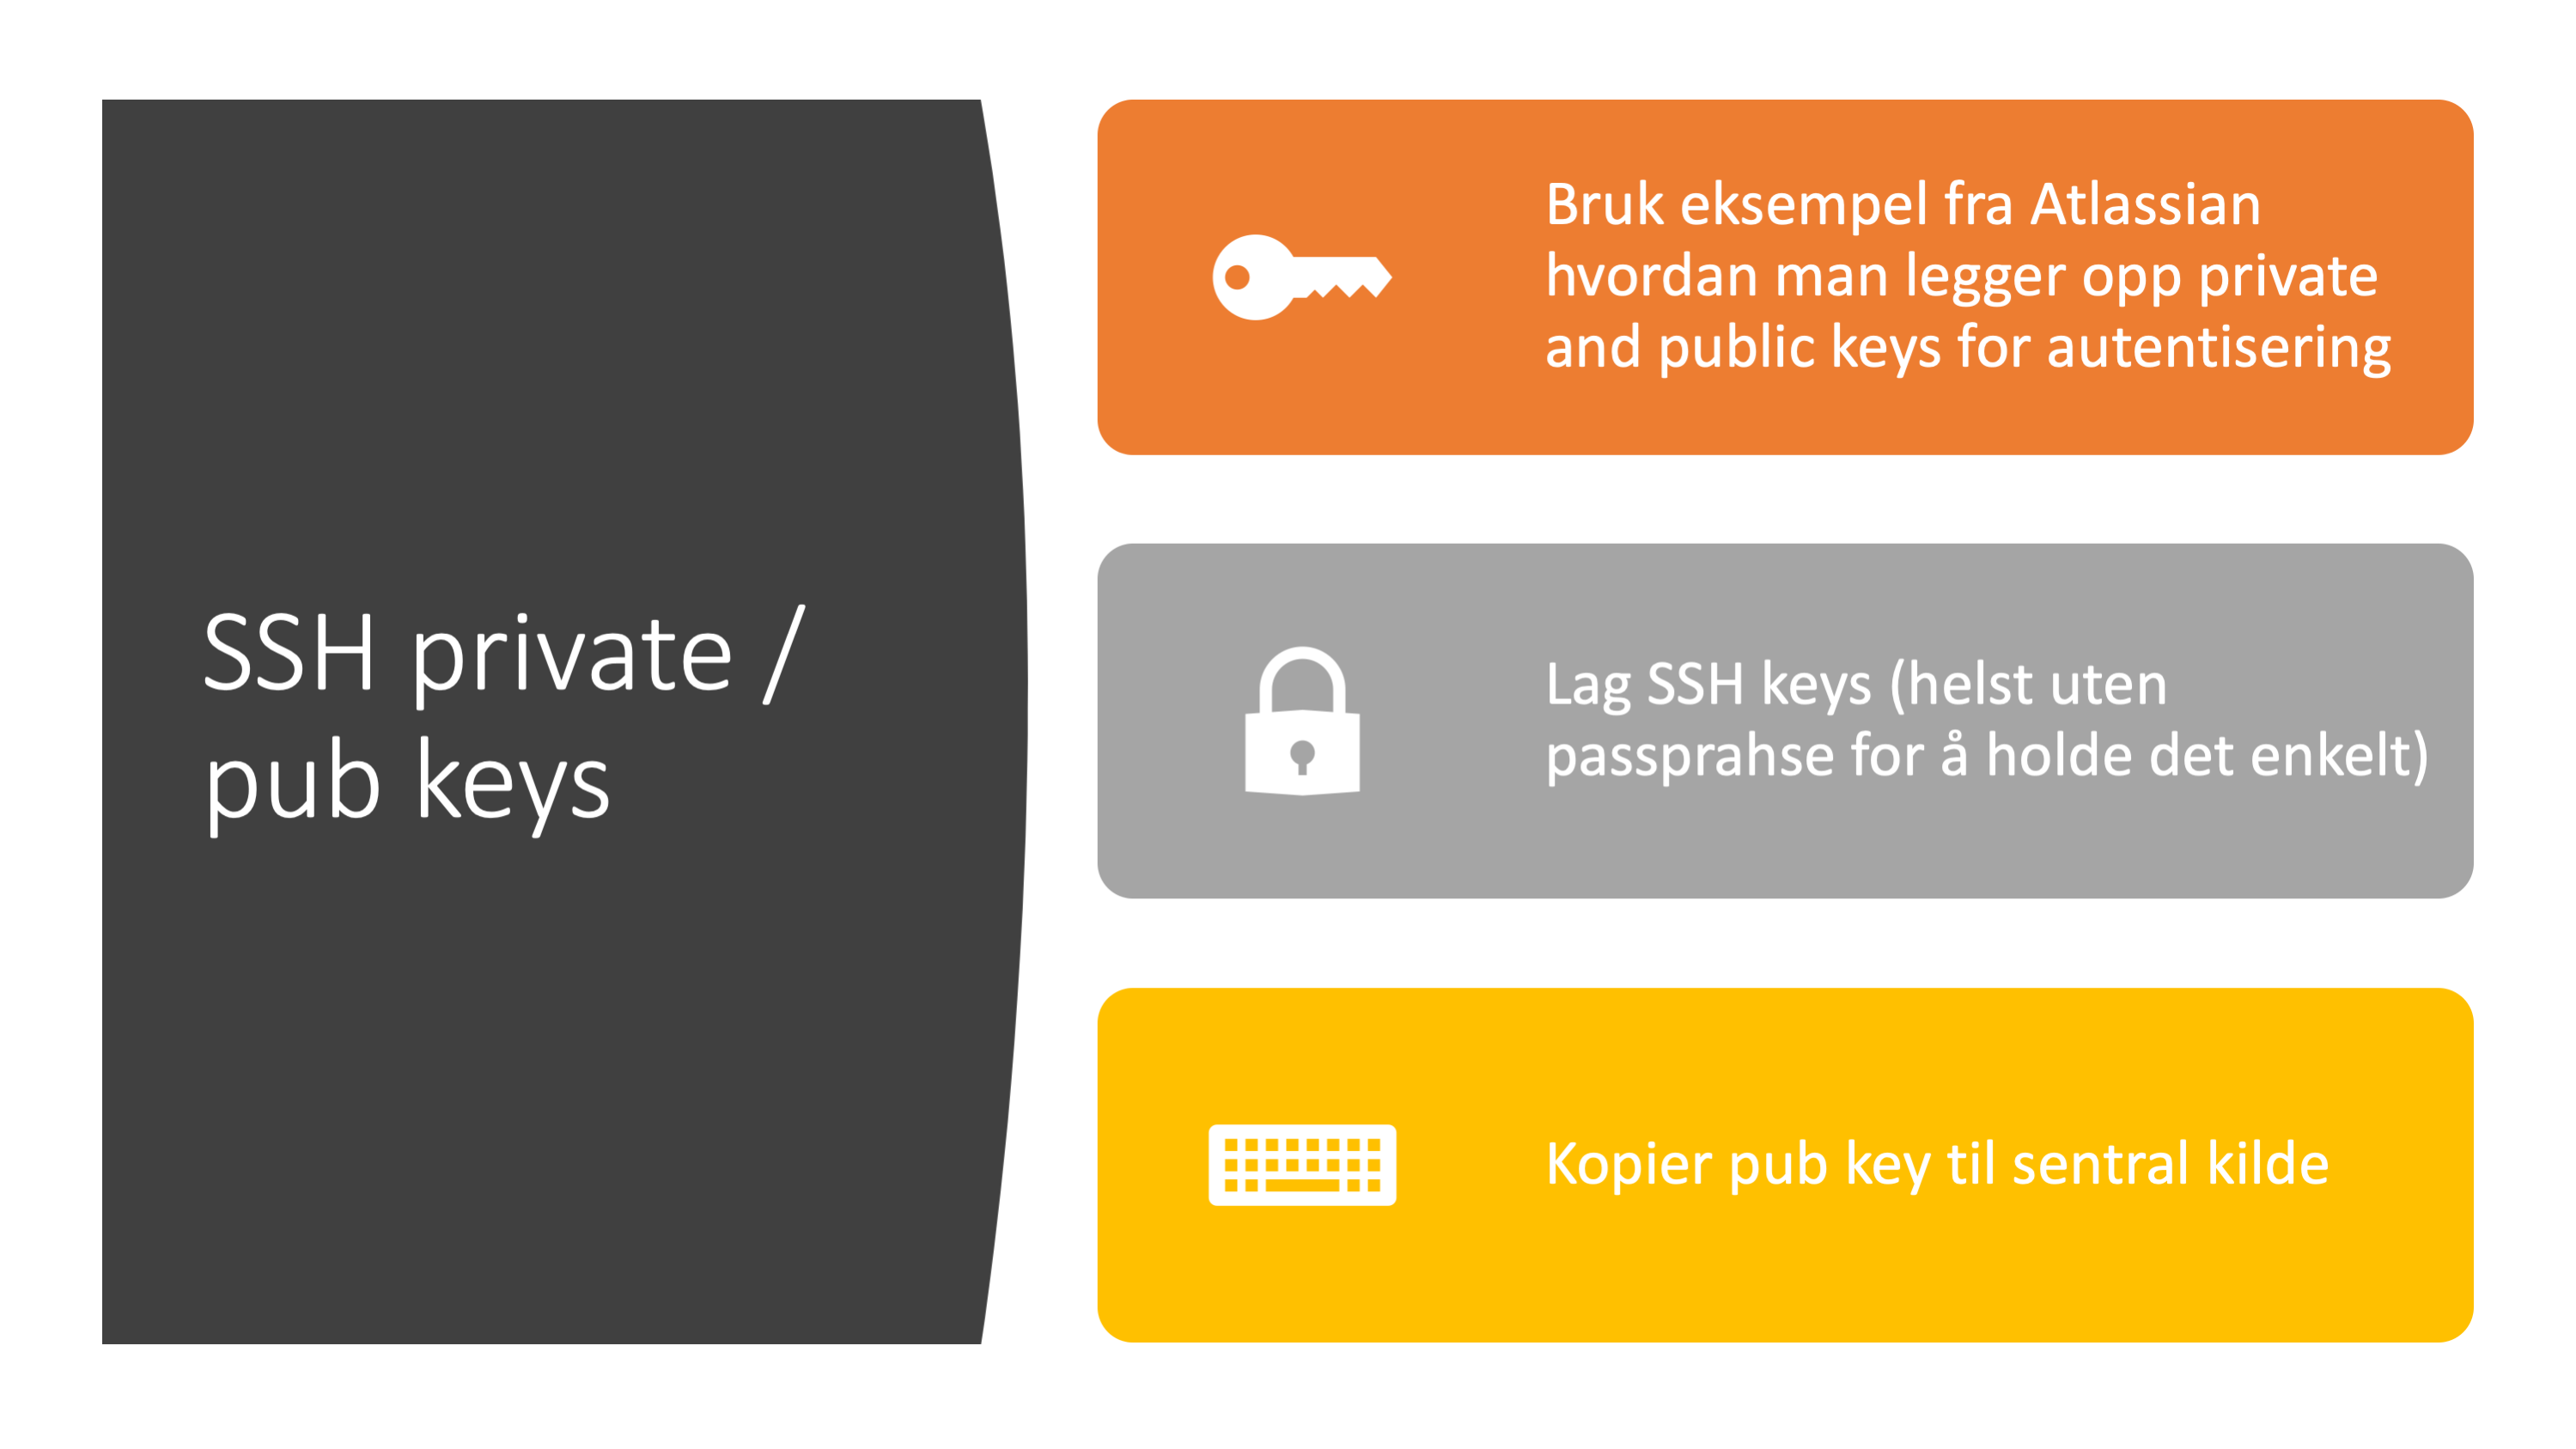 SSH private /
pub keys
Bruk eksempel fra Atlassian
hvordan man legger opp private
and public keys for autentisering
Lag SSH keys (helst uten
passprahse for å holde det enkelt)
Kopier pub key til sentral kilde